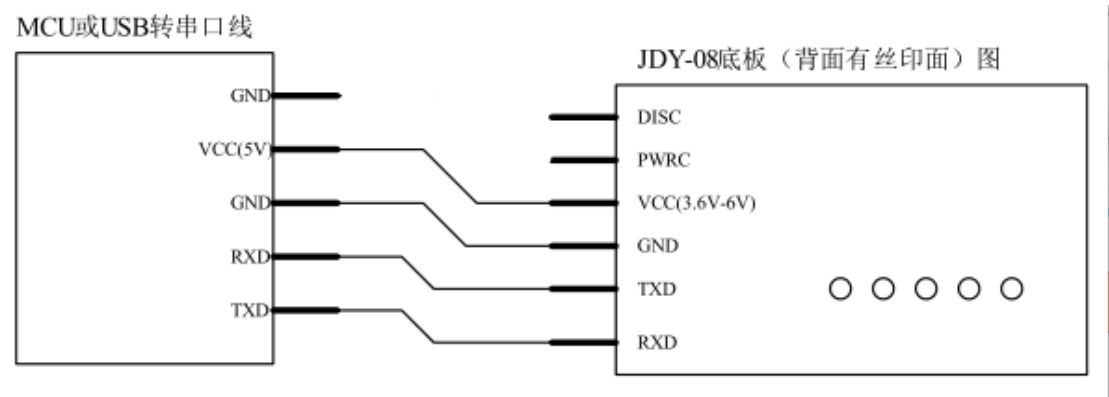 MCU或USB转串口线
GND
VCC(5V)
GND
RXD
TXD
JDY-08底板（背面有丝印面）图
DISC
PWRC
VCC(3.6V-6V)
GND
TXD
RXD